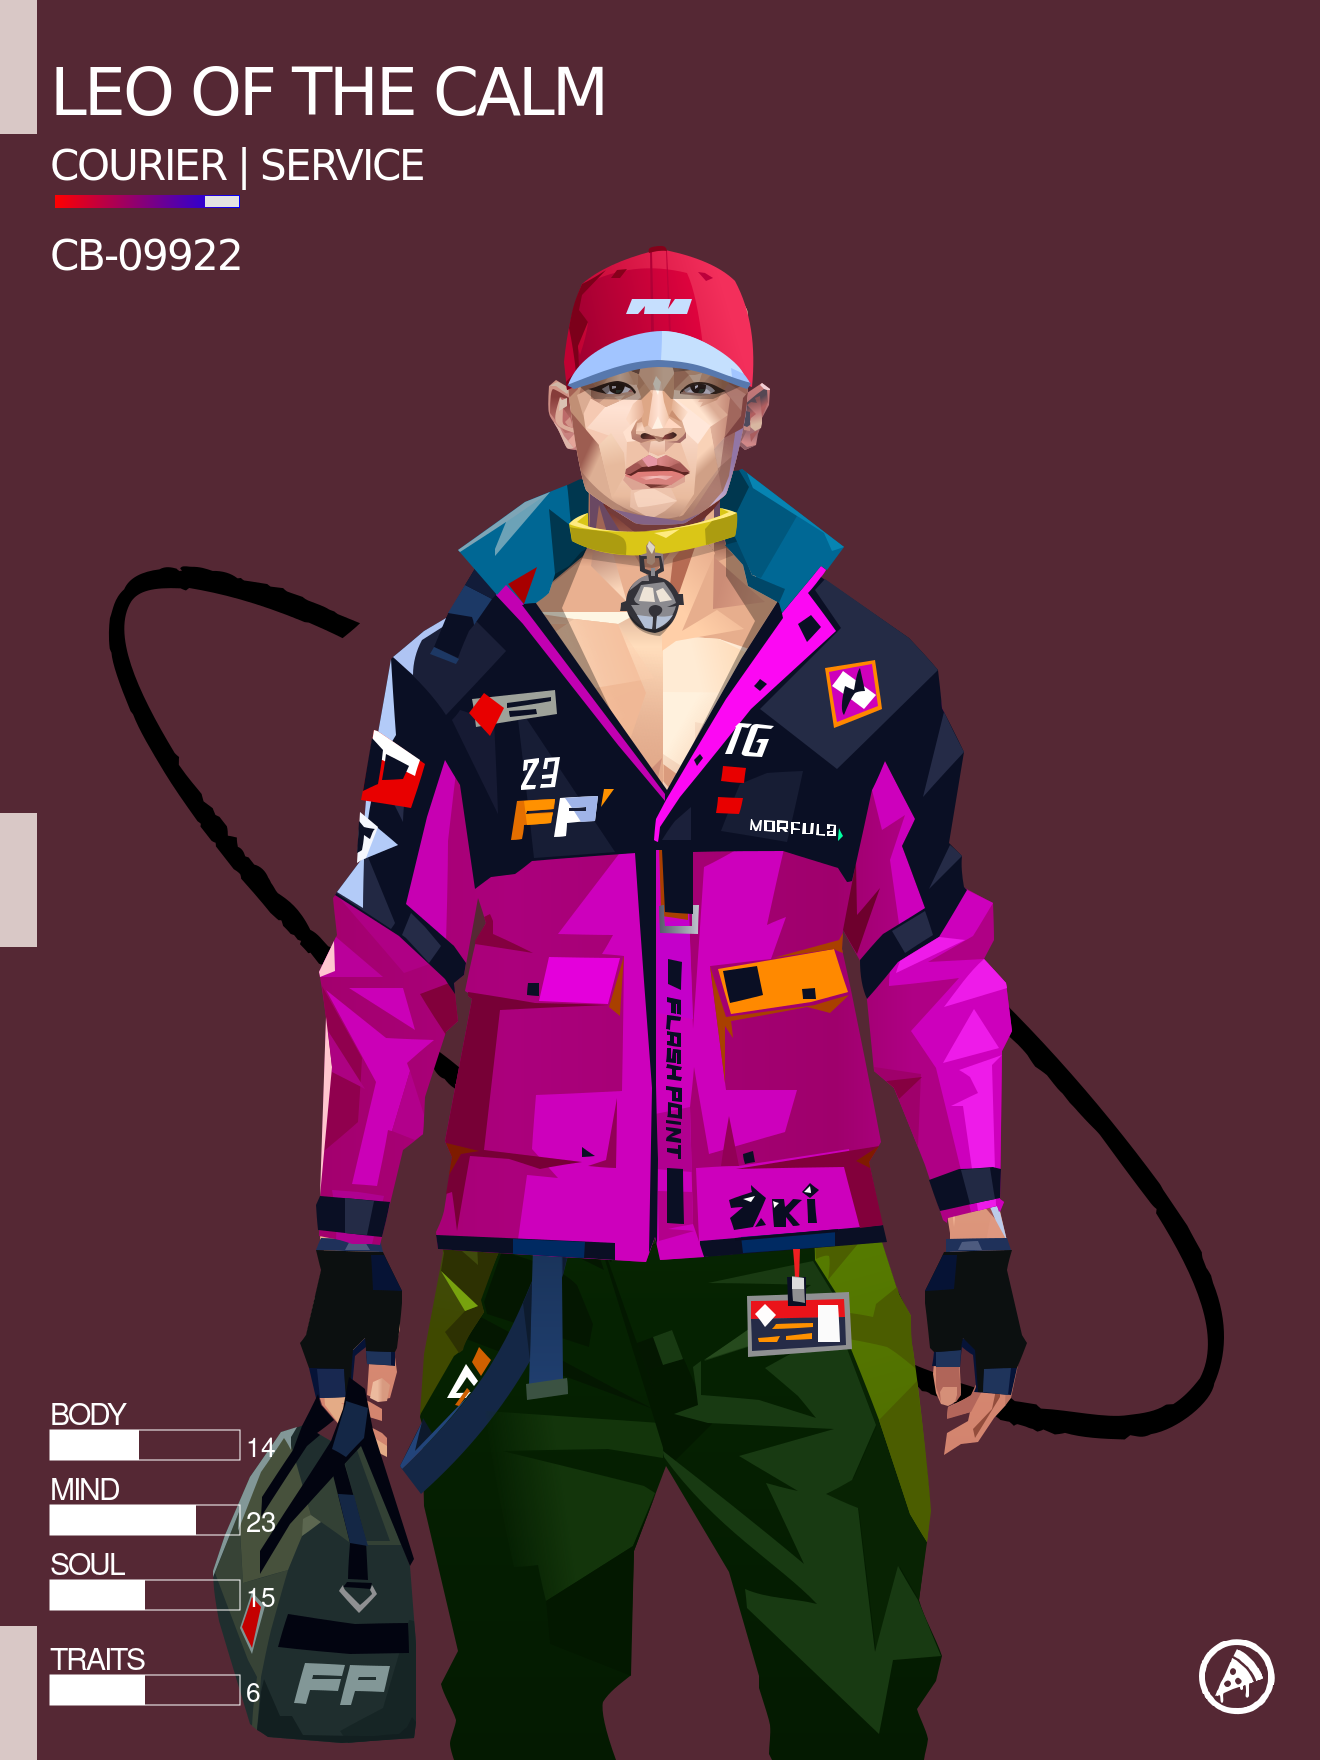 LEO OF THE CALM
COURIER | SERVICE
CB-09922
23
FP'
TG
MORFUL
FLASH POINT
BODY
14
MIND
23
SOUL
15
TRAITS
6
FP